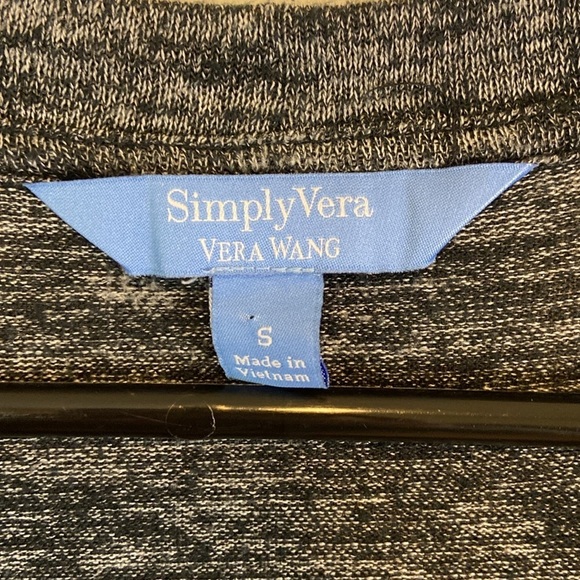 SimplyVera
VERA WANG
S
Made in
Vietnam